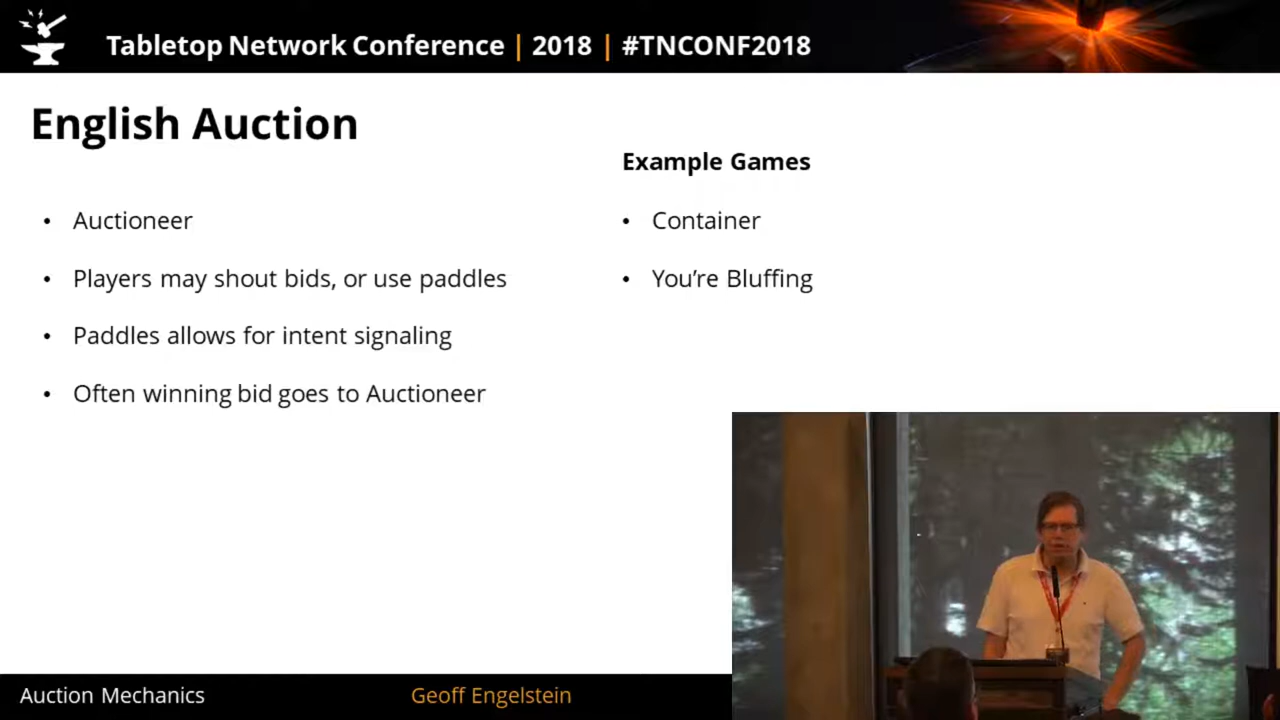 Tabletop Network Conference | 2018 | #TNCONF2018
English Auction
• Auctioneer
• Players may shout bids, or use paddles
• Paddles allows for intent signaling
• Often winning bid goes to Auctioneer
Example Games
• Container
• You're Bluffing
Auction Mechanics
Geoff Engelstein